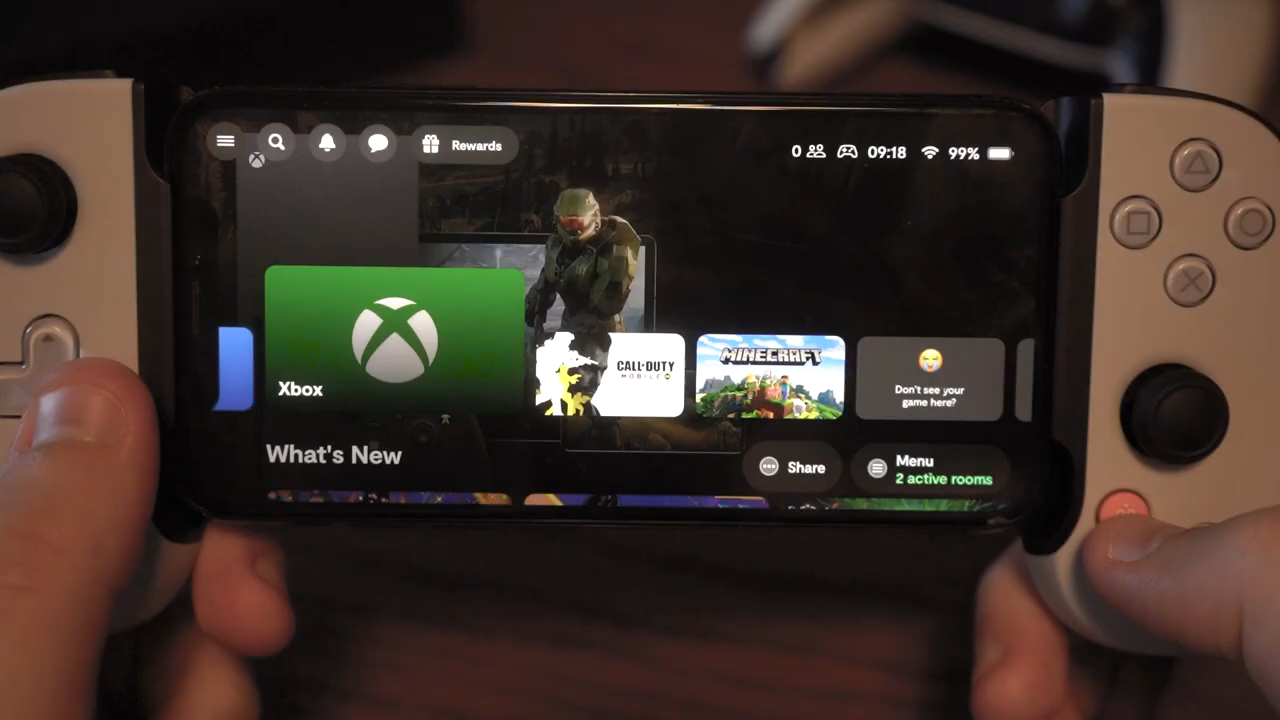 Rewards
0
09:18
99%
Xbox
CALL OF DUTY
MOBILE
MINECRAFT
Don't see your
game here?
What's New
Share
Menu
2 active rooms